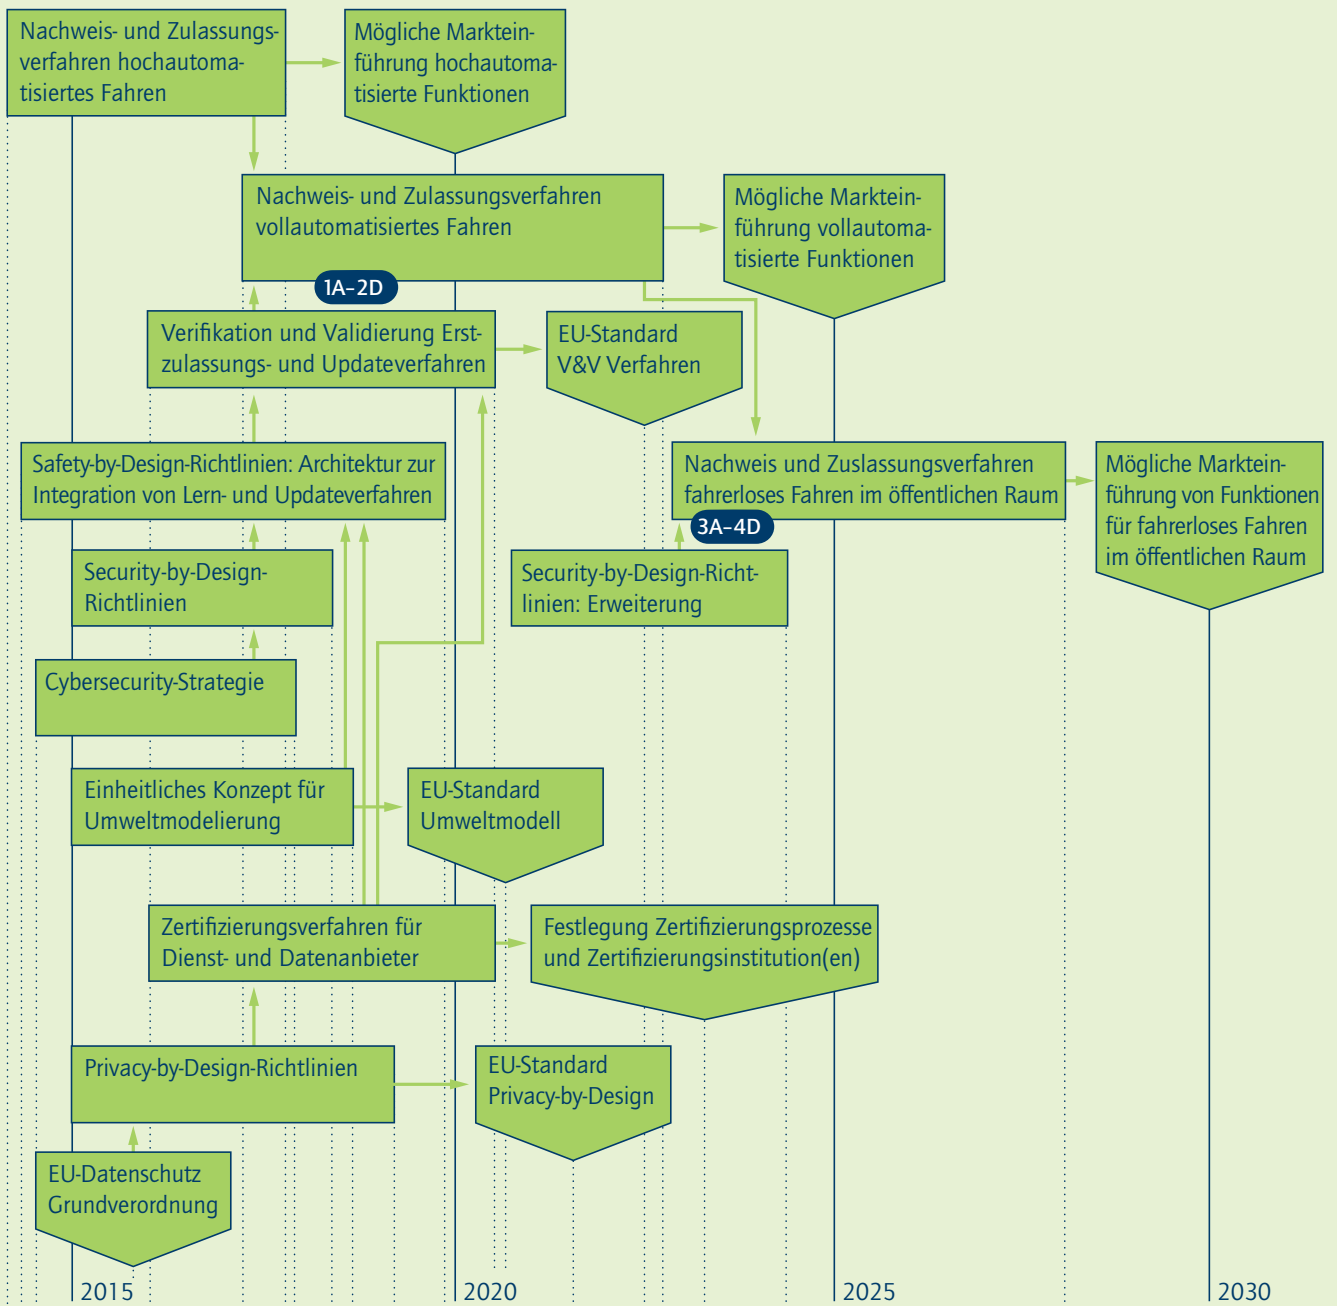 Nachweis- und Zulassungs-
verfahren hochautoma-
tisiertes Fahren
Mögliche Marktein-
führung hochautoma-
tisierte Funktionen
Nachweis- und Zulassungsverfahren
vollautomatisiertes Fahren
Mögliche Marktein-
führung vollautoma-
tisierte Funktionen
1A–2D
Verifikation und Validierung Erst-
zulassungs- und Updateverfahren
EU-Standard
V&V Verfahren
Safety-by-Design-Richtlinien: Architektur zur
Integration von Lern- und Updateverfahren
Nachweis und Zuslassungsverfahren
fahrerloses Fahren im öffentlichen Raum
Mögliche Marktein-
führung von Funktionen
für fahrerloses Fahren
im öffentlichen Raum
3A–4D
Security-by-Design-
Richtlinien
Security-by-Design-Richt-
linien: Erweiterung
Cybersecurity-Strategie
Einheitliches Konzept für
Umweltmodelierung
EU-Standard
Umweltmodell
Zertifizierungsverfahren für
Dienst- und Datenanbieter
Festlegung Zertifizierungsprozesse
und Zertifizierungsinstitution(en)
Privacy-by-Design-Richtlinien
EU-Standard
Privacy-by-Design
EU-Datenschutz
Grundverordnung
2015
2020
2025
2030